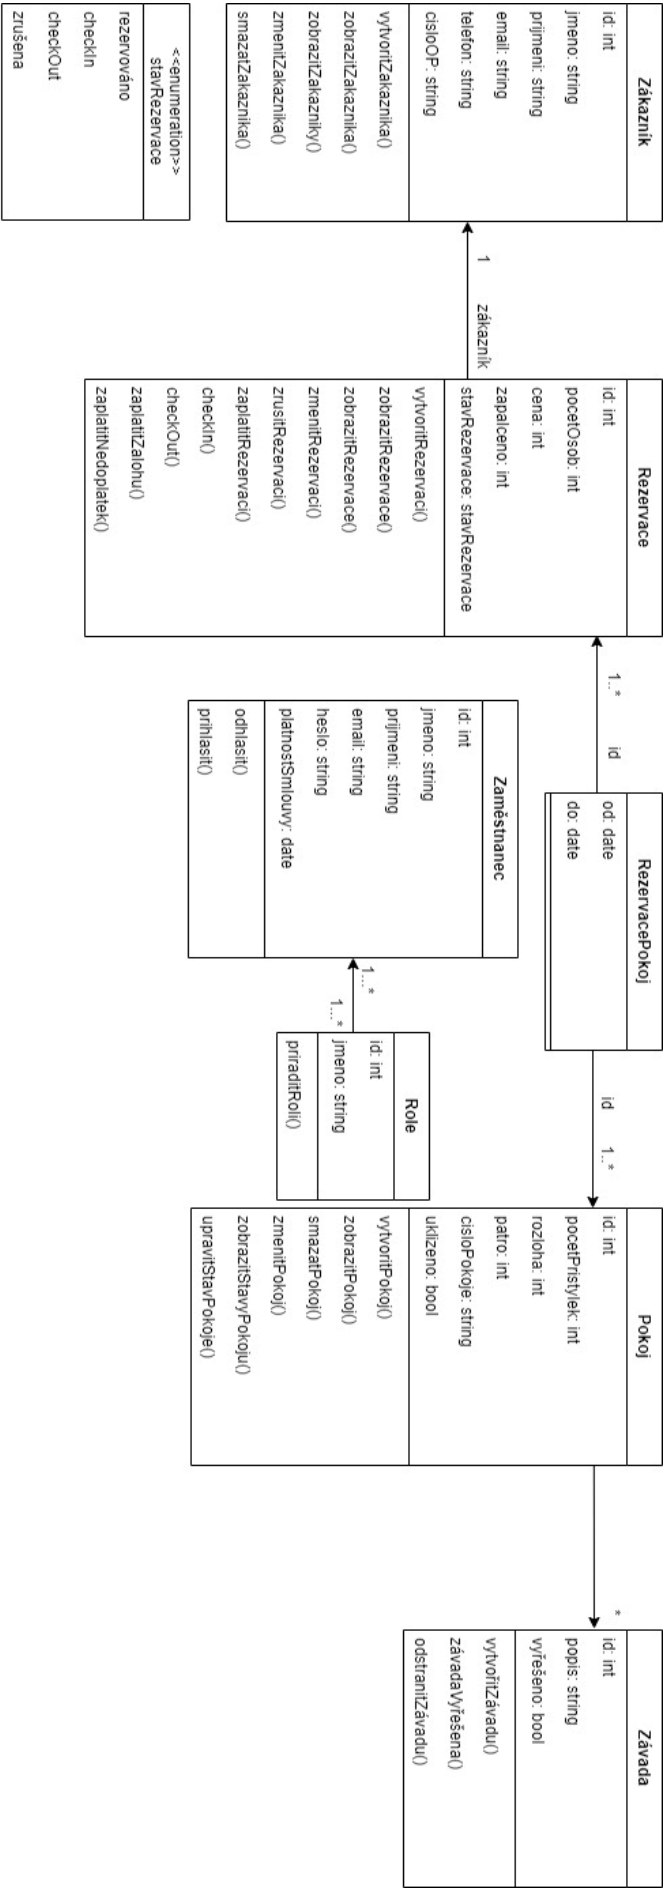 Zákazník
id: int
jmeno: string
prijmeni: string
email: string
telefon: string
cisloOP: string
vytvoritZakaznika()
zobrazitZakaznika()
zobrazitZakazniky()
zmenitZakaznika()
smazatZakaznika()
<<enumeration>>
stavRezervace
rezervováno
checkIn
checkOut
zrušena
1
zákazník
Rezervace
id: int
pocetOsob: int
cena: int
zapalceno: int
stavRezervace: stavRezervace
vytvoritRezervaci()
zobrazitRezervace()
zobrazitRezervace()
zmenitRezervaci()
zrusitRezervaci()
zaplatitRezervaci()
checkIn()
checkOut()
zaplatitZalohu()
zaplatitNedoplatek()
1..*
id
RezervacePokoj
od: date
do: date
id
1..*
Zaměstnanec
id: int
jmeno: string
prijmeni: string
email: string
heslo: string
platnostSmlouvy: date
odhlasit()
prihlasit()
1...*
1...*
Role
id: int
jmeno: string
priraditRoli()
Pokoj
id: int
pocetPristylek: int
rozloha: int
patro: int
cisloPokoje: string
uklizeno: bool
vytvoritPokoj()
zobrazitPokoj()
smazatPokoj()
zmenitPokoj()
zobrazitStavyPokoju()
upravitStavPokoje()
*
Závada
id: int
popis: string
vyřešeno: bool
vytvořitZávadu()
závadaVyřešena()
odstranitZávadu()